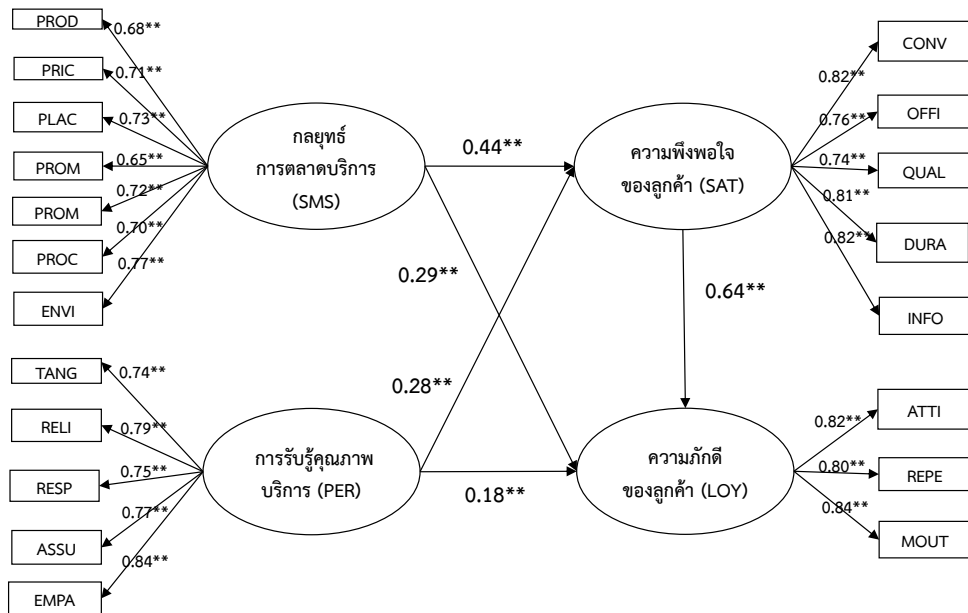 PROD
0.68**
PRIC
0.71**
PLAC
0.73**
PROM
0.65**
PROM
0.72**
PROC
0.70**
ENVI
0.77**
กลยุทธ์
การตลาดบริการ
(SMS)
0.44**
0.29**
ความพึงพอใจ
ของลูกค้า (SAT)
0.82**
CONV
0.76**
OFFI
0.74**
QUAL
0.81**
DURA
0.82**
INFO
0.64**
TANG
0.74**
RELI
0.79**
RESP
0.75**
ASSU
0.77**
EMPA
0.84**
การรับรู้คุณภาพ
บริการ (PER)
0.28**
0.18**
ความภักดี
ของลูกค้า (LOY)
0.82**
ATTI
0.80**
REPE
0.84**
MOUT